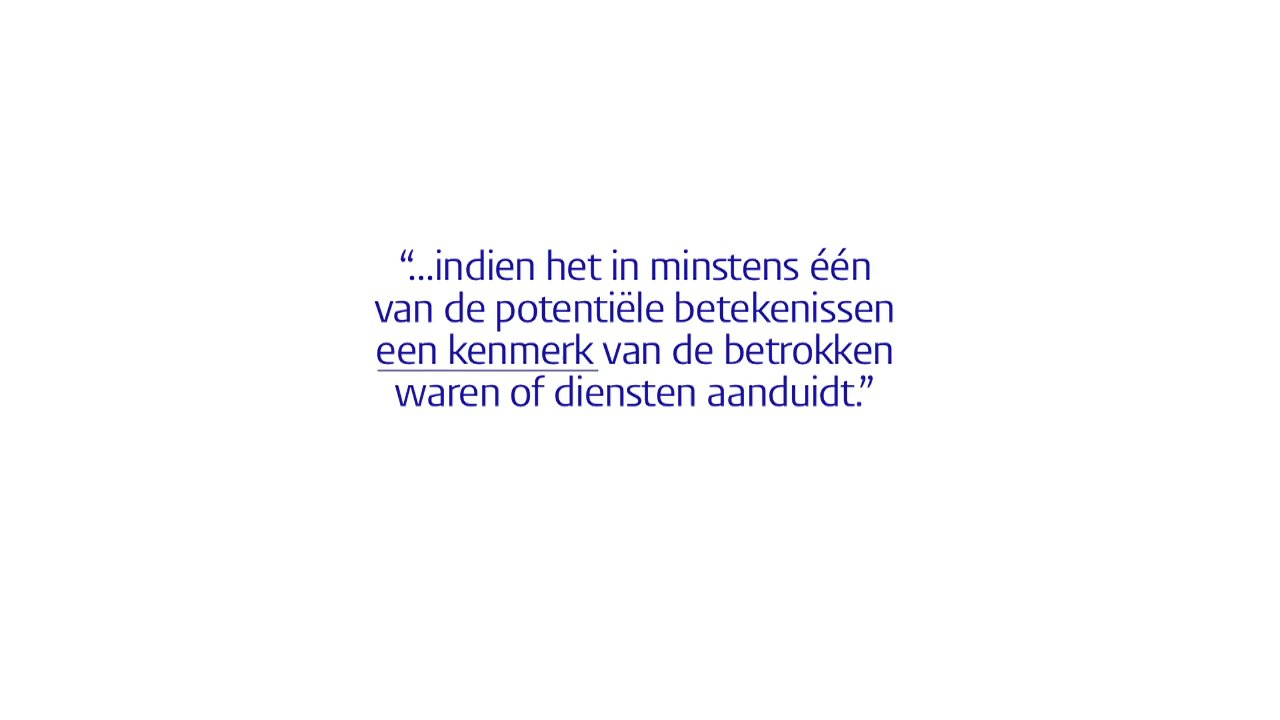 “...indien het in minstens één
van de potentiële betekenissen
een kenmerk van de betrokken
waren of diensten aanduidt.”